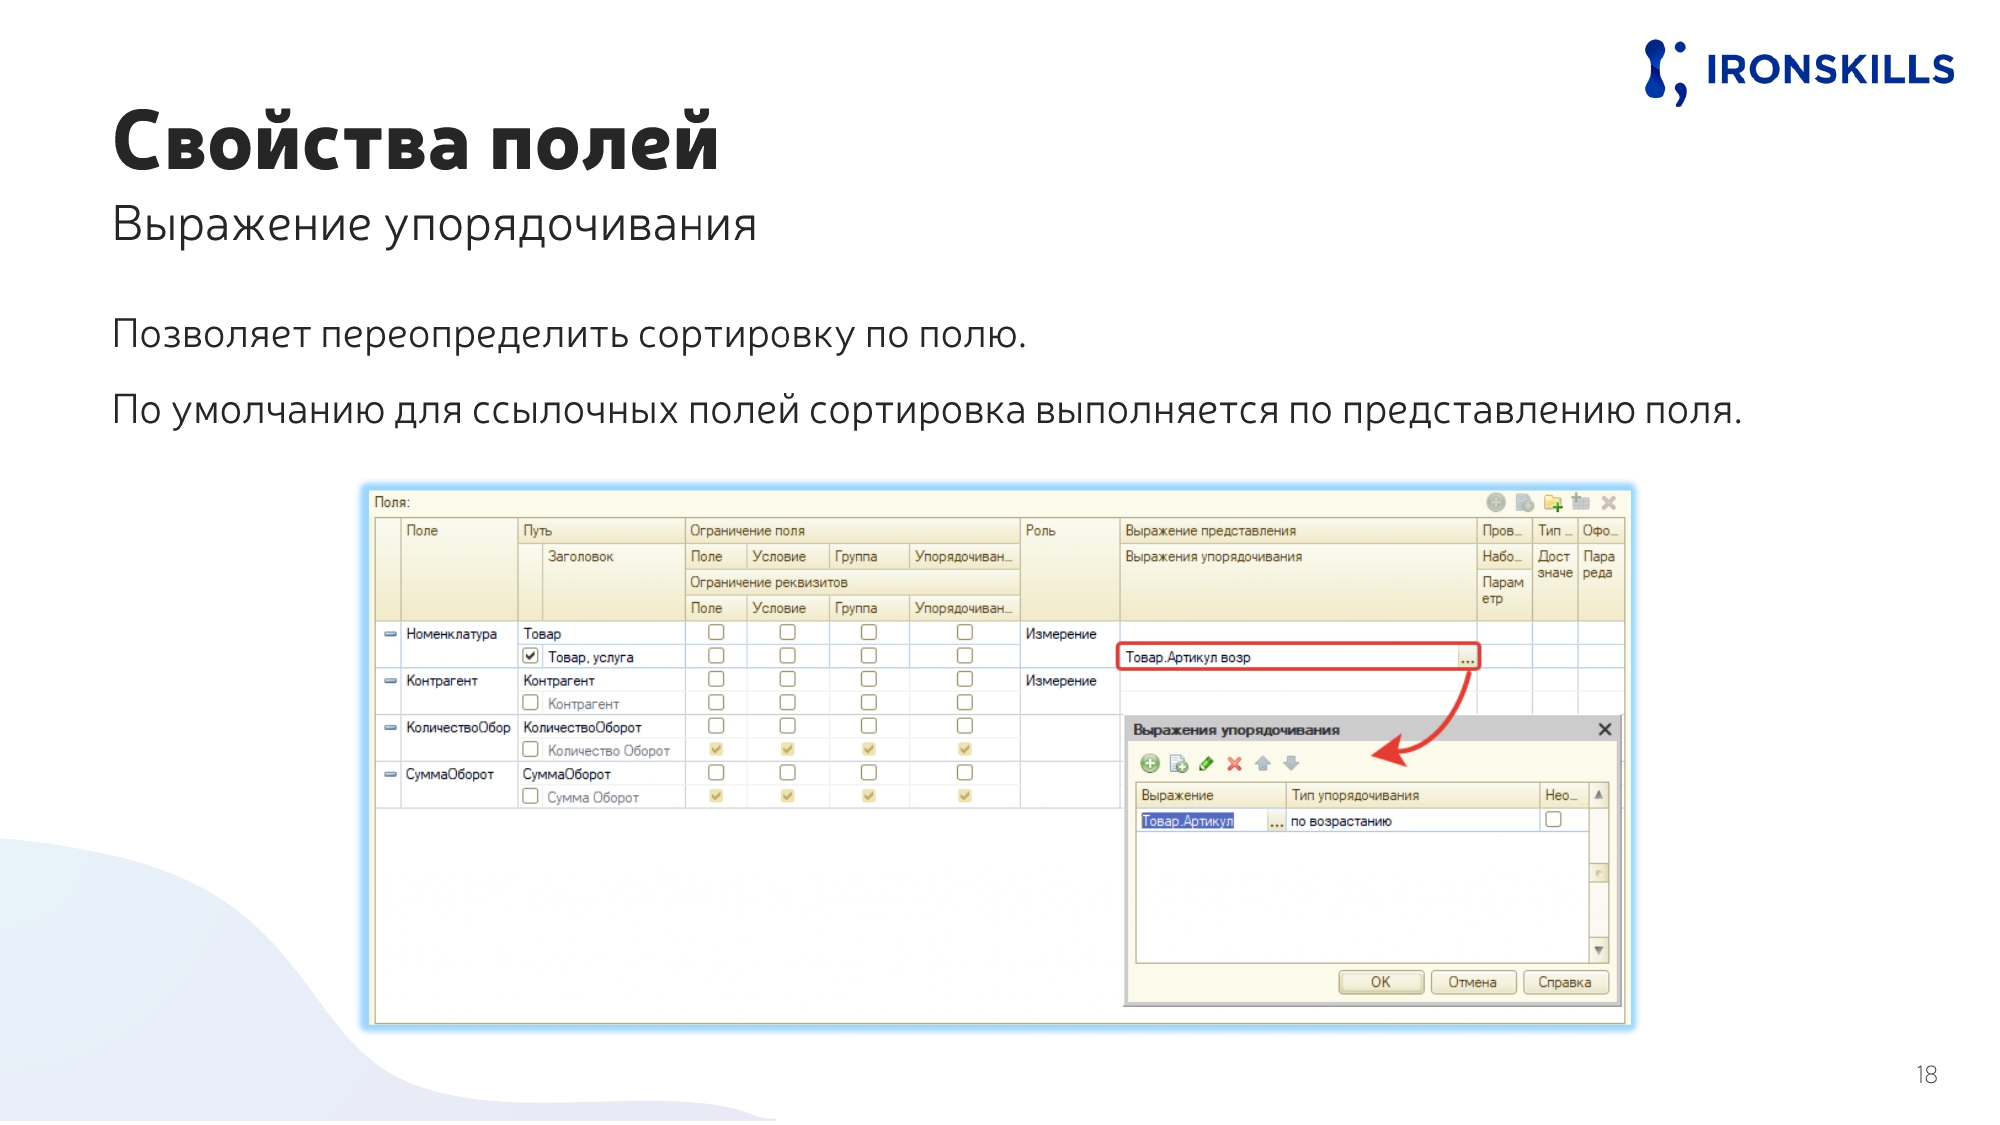 IRONSKILLS
Свойства полей
Выражение упорядочивания
Позволяет переопределить сортировку по полю.
По умолчанию для ссылочных полей сортировка выполняется по представлению поля.
Поля:
Поле Путь Ограничение поля Роль Выражение представления Пров... Тип ... Офо...
Заголовок Поле Условие Группа Упорядочиван... Выражения упорядочивания Набо... Дост Пара
Ограничение реквизитов Парам значе реда
Поле Условие Группа Упорядочиван... етр
Номенклатура Товар Измерение
Товар, услуга Товар.Артикул возр ...
Контрагент Контрагент Измерение
Контрагент
КоличествоОбор КоличествоОборот
Количество Оборот
СуммаОборот СуммаОборот
Сумма Оборот
Выражения упорядочивания
Выражение Тип упорядочивания Нео...
Товар.Артикул ... по возрастанию
OK Отмена Справка
18